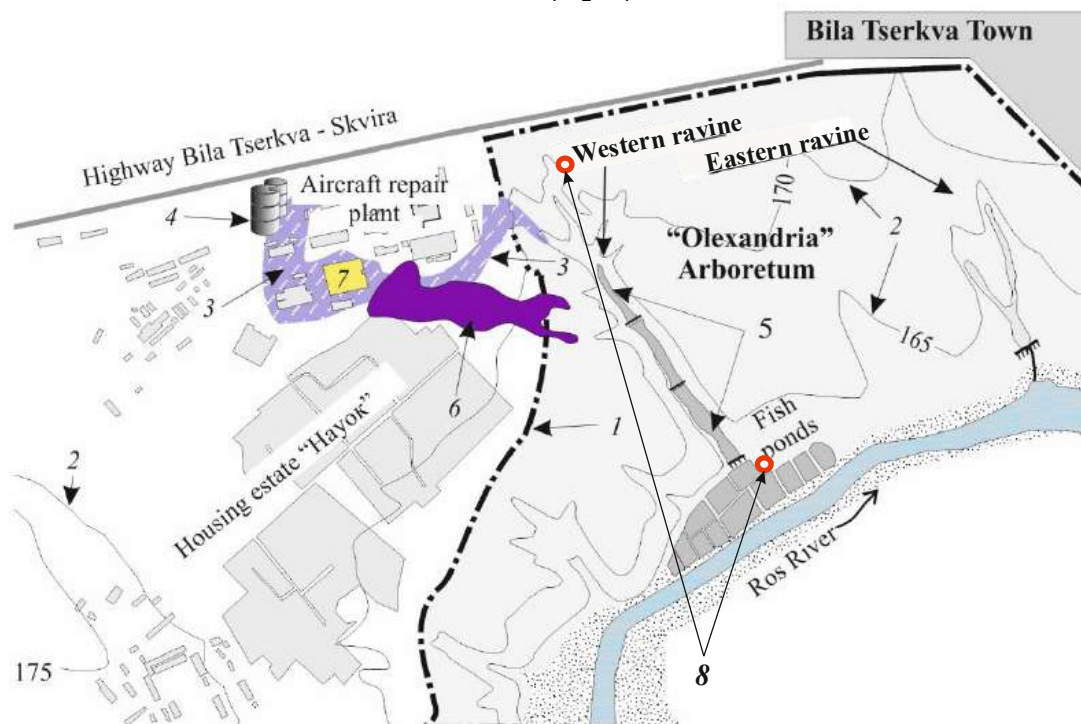 Bila Tserkva Town
Highway Bila Tserkva - Skvira
Western ravine
Eastern ravine
Aircraft repair
plant
4
170
2
"Olexandria"
Arboretum
3
3
7
5
165
6
1
Fish
ponds
2
Housing estate "Hayoк"
Ros River
175
8